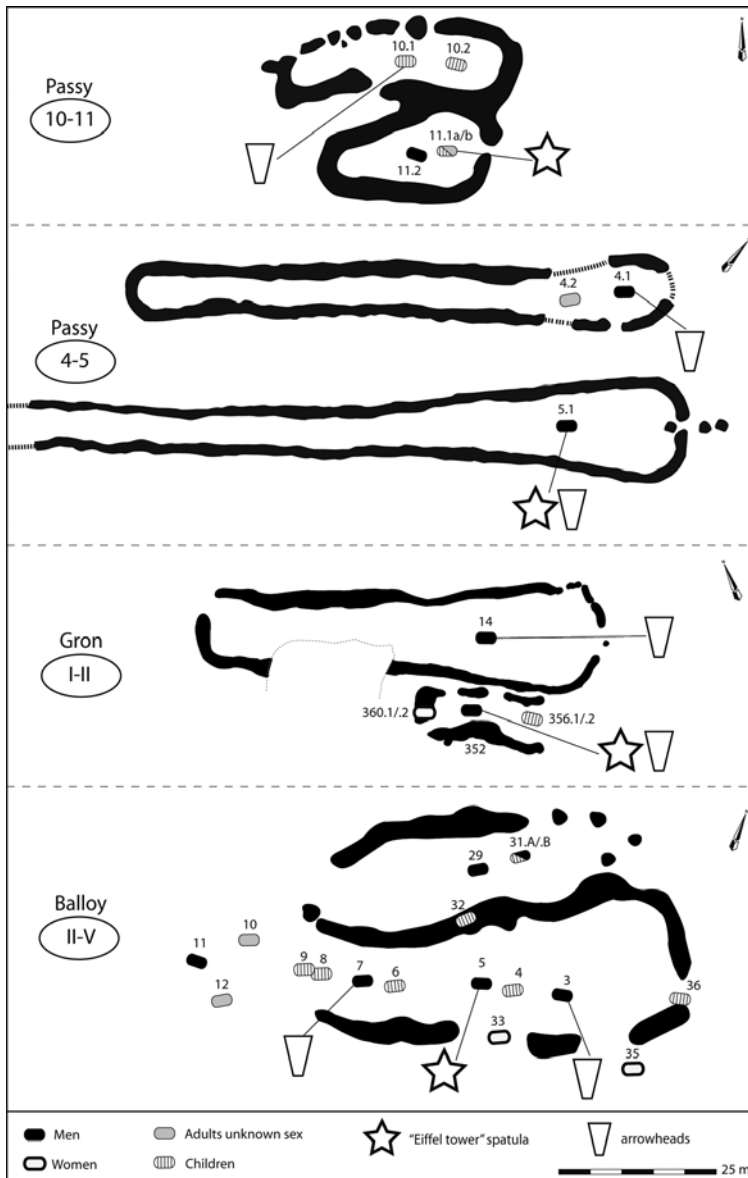 Passy
10-11
10.1
10.2
11.1a/b
11.2
Passy
4-5
4.2
4.1
5.1
Gron
I-II
14
360.1/.2
356.1/.2
352
Balloy
II-V
31.A/.B
29
32
10
11
9
8
7
6
5
4
3
36
12
33
35
Men
Adults unknown sex
"Eiffel tower" spatula
arrowheads
Women
Children
25 m